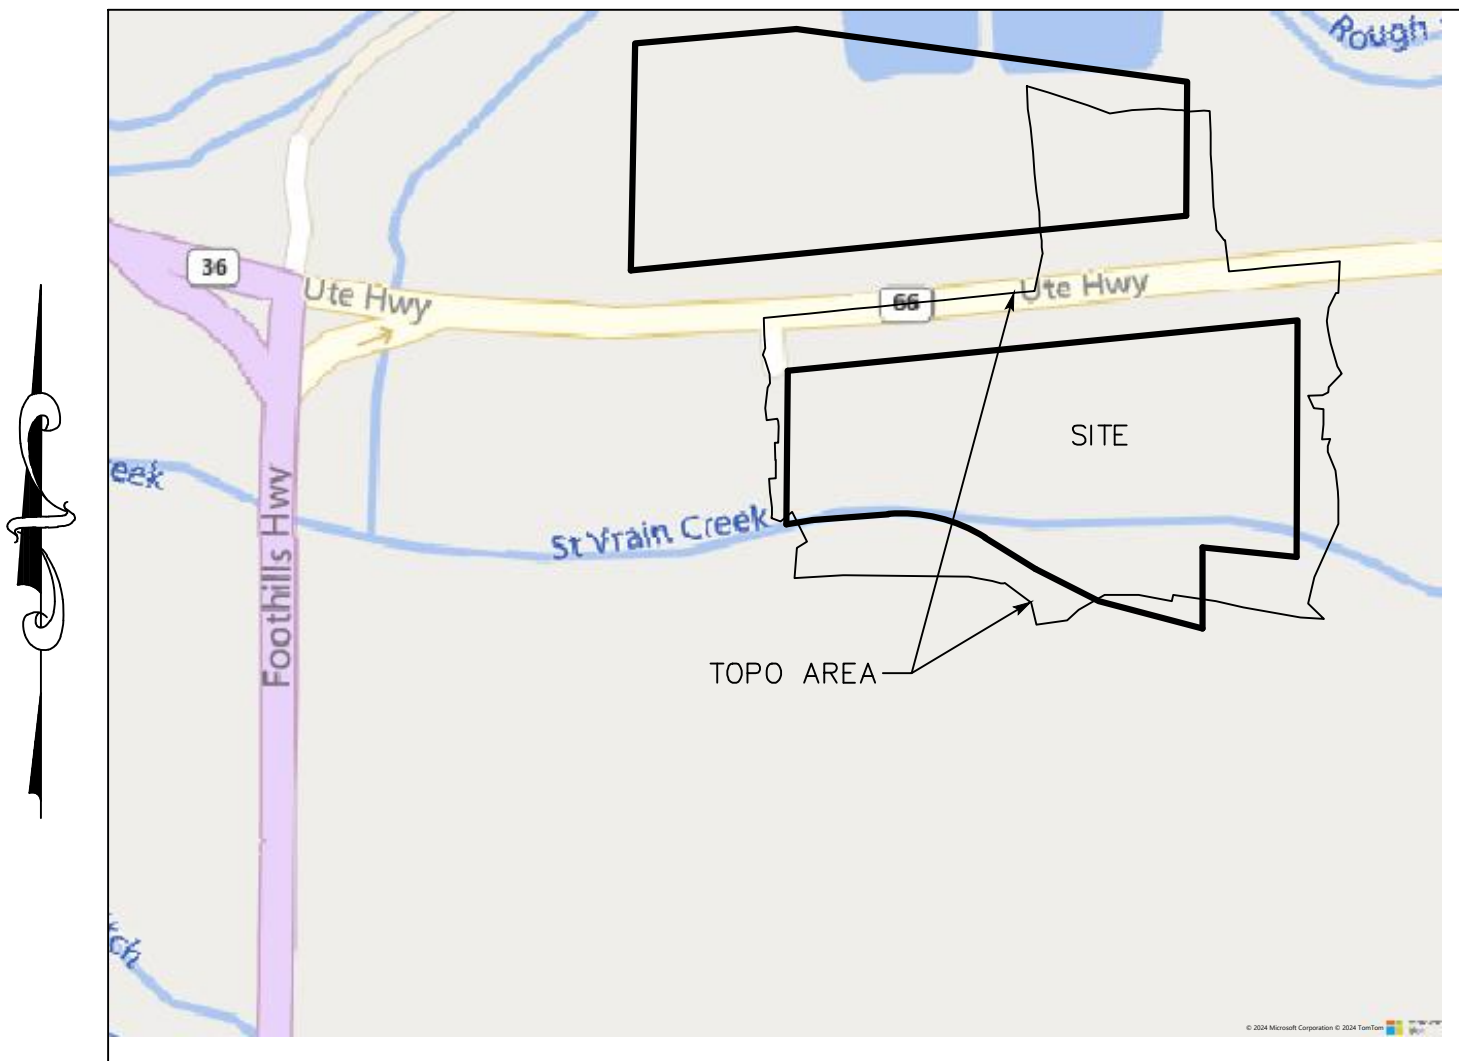 Rough
36
Ute Hwy
66
Ute Hwy
SITE
eek
Foothills Hwy
St Vrain Creek
TOPO AREA
ch
© 2024 Microsoft Corporation © 2024 TomTom